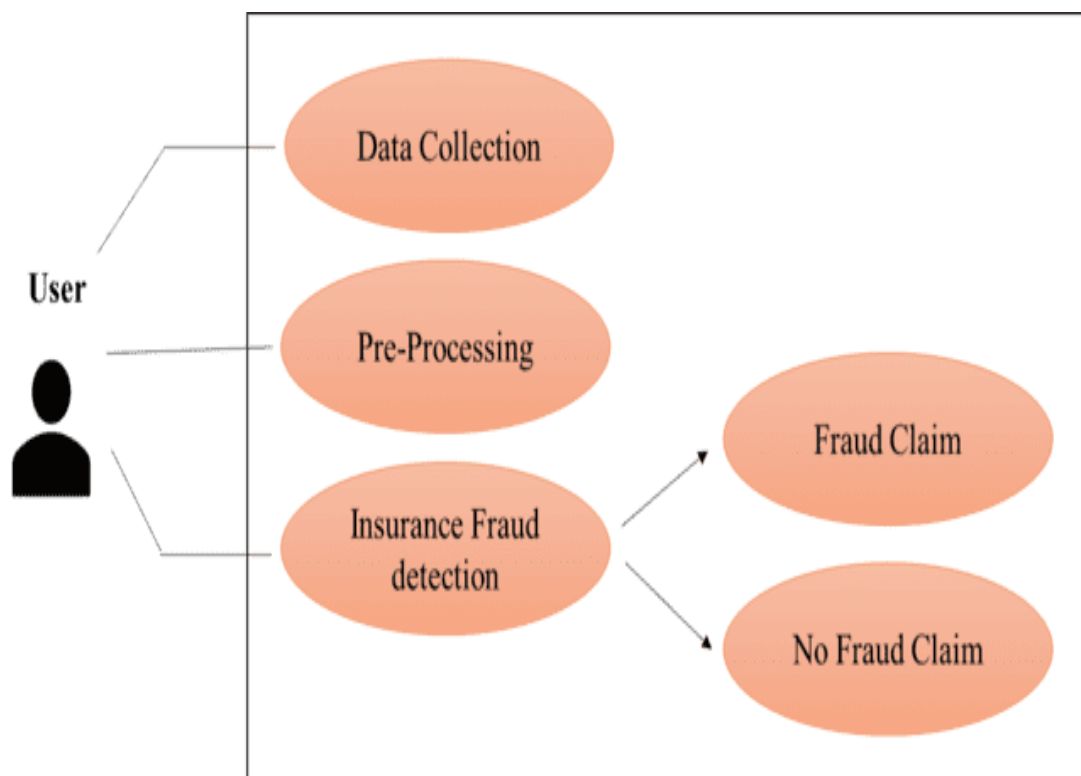 Data Collection
User
Pre-Processing
Insurance Fraud
detection
Fraud Claim
No Fraud Claim